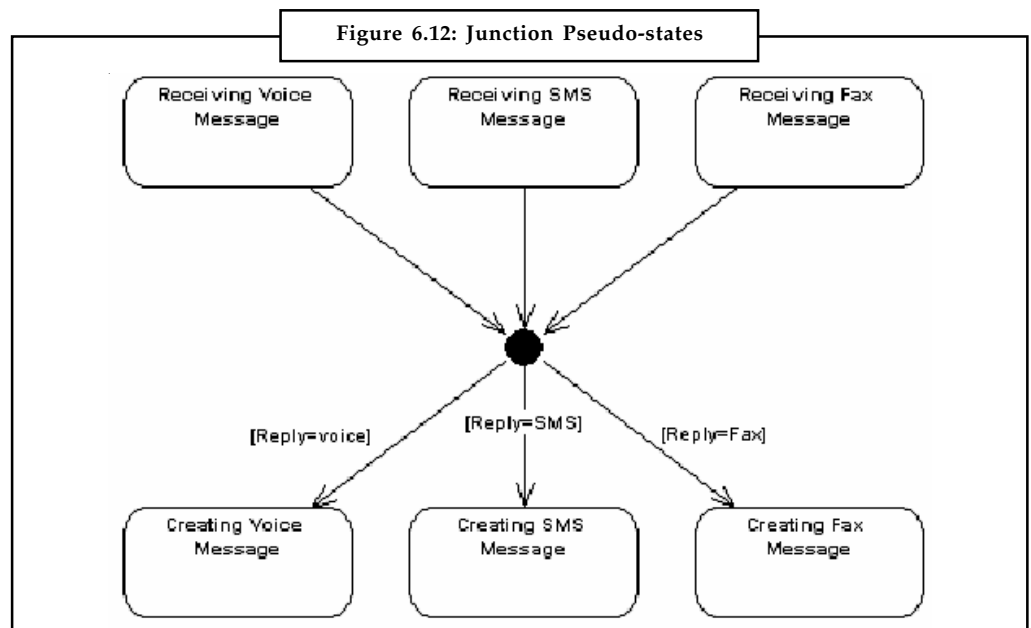 Figure 6.12: Junction Pseudo-states
Receiving Voice
Message
Receiving SMS
Message
Receiving Fax
Message
[Reply=voice]
[Reply=SMS]
[Reply=Fax]
Creating Voice
Message
Creating SMS
Message
Creating Fax
Message